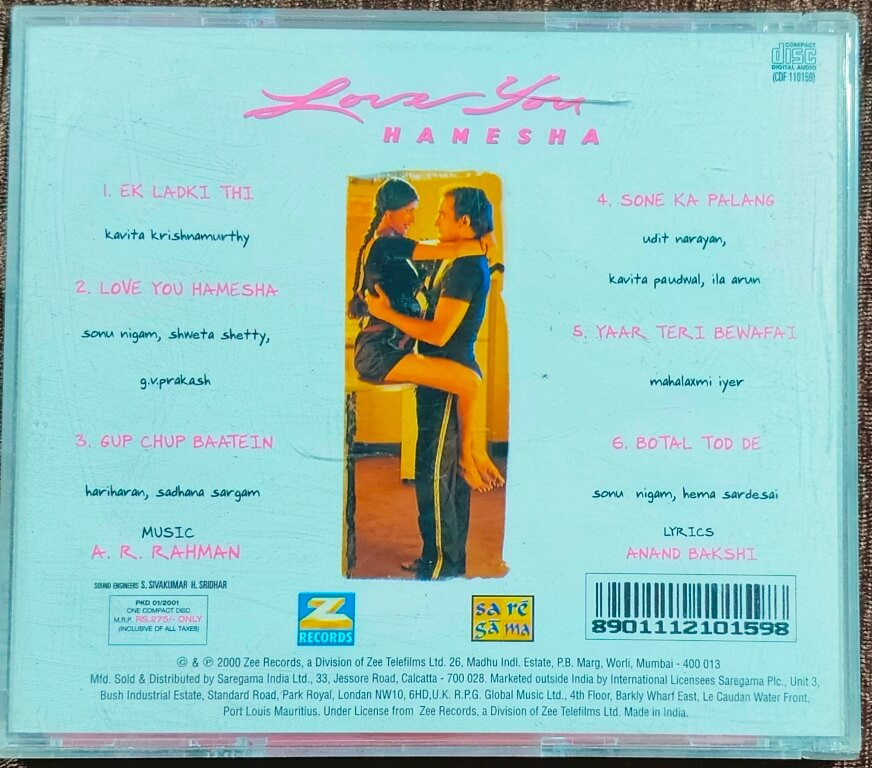 COMPACT
disc
DIGITAL AUDIO
(CDF 110159)
Love You
HAMESHA
1. EK LADKI THI
kavita krishnamurthy
2. LOVE YOU HAMESHA
sonu nigam, shweta shetty,
g.v.prakash
3. GUP CHUP BAATEIN
hariharan, sadhana sargam
MUSIC
A. R. RAHMAN
4. SONE KA PALANG
udit narayan,
kavita paudwal, ila arun
5. YAAR TERI BEWAFAI
mahalaxmi iyer
6. BOTAL TOD DE
sonu nigam, hema sardesai
LYRICS
ANAND BAKSHI
SOUND ENGINEERS S. SIVAKUMAR H. SRIDHAR
PKD 01/2001
ONE COMPACT DISC
M.R.P. RS.275/- ONLY
(INCLUSIVE OF ALL TAXES)
Z
RECORDS
sa rē
gā ma
8901112101598
© & ℗ 2000 Zee Records, a Division of Zee Telefilms Ltd. 26, Madhu Indl. Estate, P.B. Marg, Worli, Mumbai - 400 013
Mfd. Sold & Distributed by Saregama India Ltd., 33, Jessore Road, Calcatta - 700 028. Marketed outside India by International Licensees Saregama Plc., Unit 3,
Bush Industrial Estate, Standard Road, Park Royal, Londan NW10, 6HD,U.K. R.P.G. Global Music Ltd., 4th Floor, Barkly Wharf East, Le Caudan Water Front,
Port Louis Mauritius. Under License from Zee Records, a Division of Zee Telefilms Ltd. Made in India.